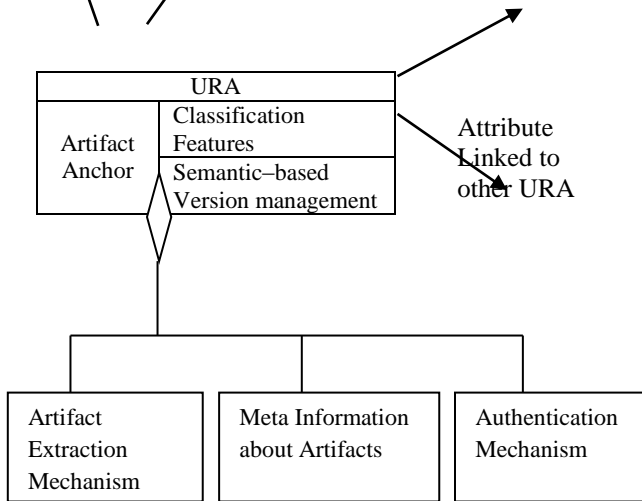 URA
Artifact
Anchor
Classification
Features
Semantic–based
Version management
Attribute
Linked to
other URA
Artifact
Extraction
Mechanism
Meta Information
about Artifacts
Authentication
Mechanism